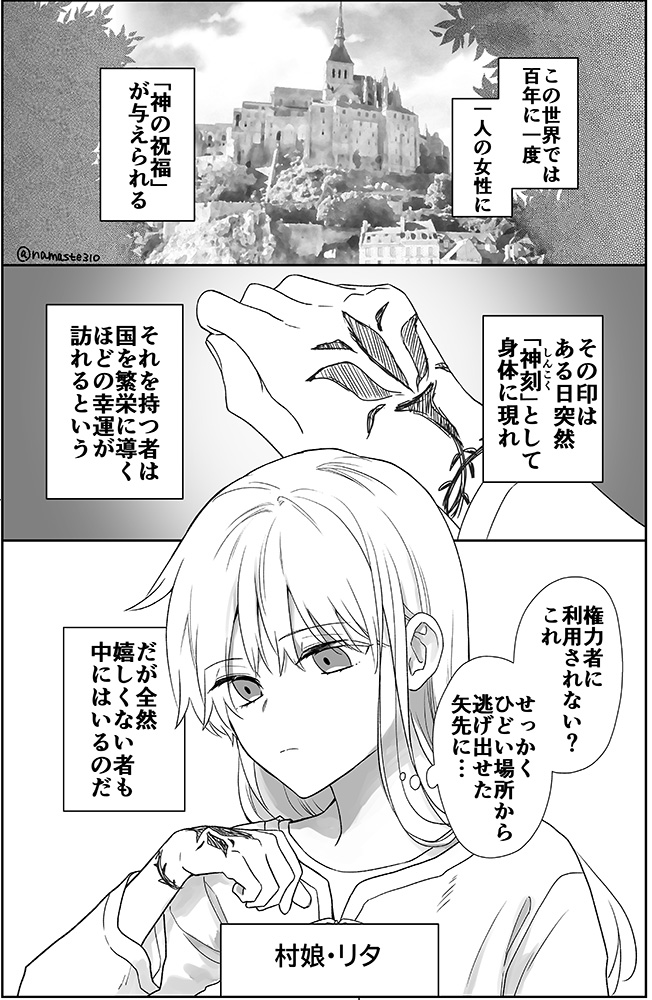 この世界では
百年に一度
一人の女性に
「神の祝福」
が与えられる
@namaste310
その印は
ある日突然
「神刻」として
しんこく
身体に現れ
それを持つ者は
国を繁栄に導く
ほどの幸運が
訪れるという
権力者に
利用されない?
これ
せっかく
ひどい場所から
逃げ出せた
矢先に…
だが全然
嬉しくない者も
中にはいるのだ
村娘・リタ